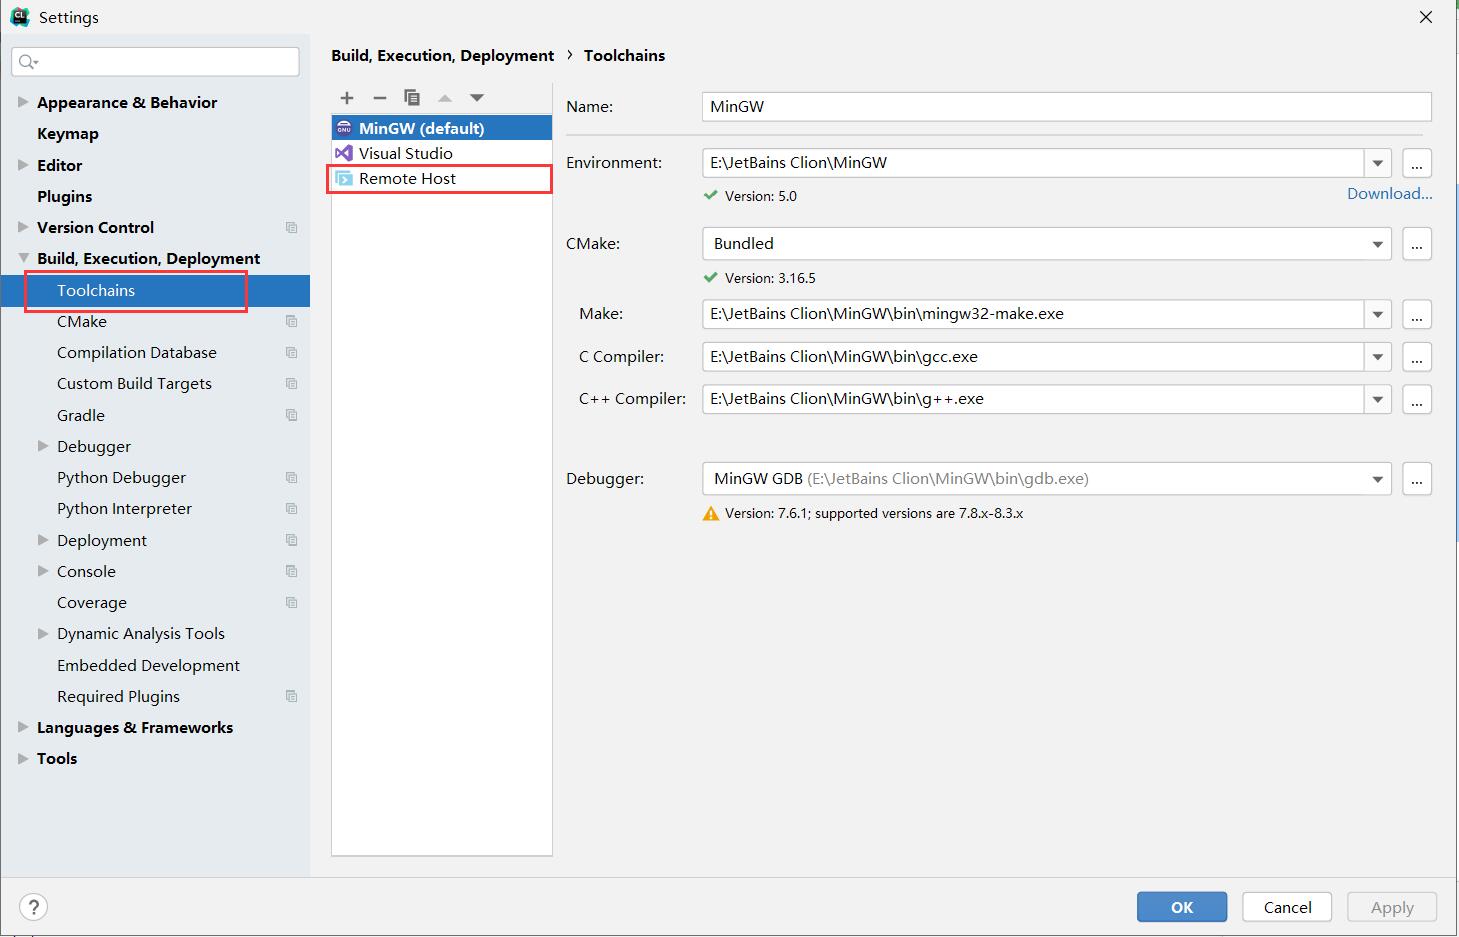 Settings
Appearance & Behavior
Keymap
Editor
Plugins
Version Control
Build, Execution, Deployment
Toolchains
CMake
Compilation Database
Custom Build Targets
Gradle
Debugger
Python Debugger
Python Interpreter
Deployment
Console
Coverage
Dynamic Analysis Tools
Embedded Development
Required Plugins
Languages & Frameworks
Tools
Build, Execution, Deployment › Toolchains
MinGW (default)
Visual Studio
Remote Host
Name: MinGW
Environment: E:\JetBains Clion\MinGW ...
Version: 5.0 Download...
CMake: Bundled ...
Version: 3.16.5
Make: E:\JetBains Clion\MinGW\bin\mingw32-make.exe ...
C Compiler: E:\JetBains Clion\MinGW\bin\gcc.exe ...
C++ Compiler: E:\JetBains Clion\MinGW\bin\g++.exe ...
Debugger: MinGW GDB (E:\JetBains Clion\MinGW\bin\gdb.exe) ...
Version: 7.6.1; supported versions are 7.8.x-8.3.x
? OK Cancel Apply